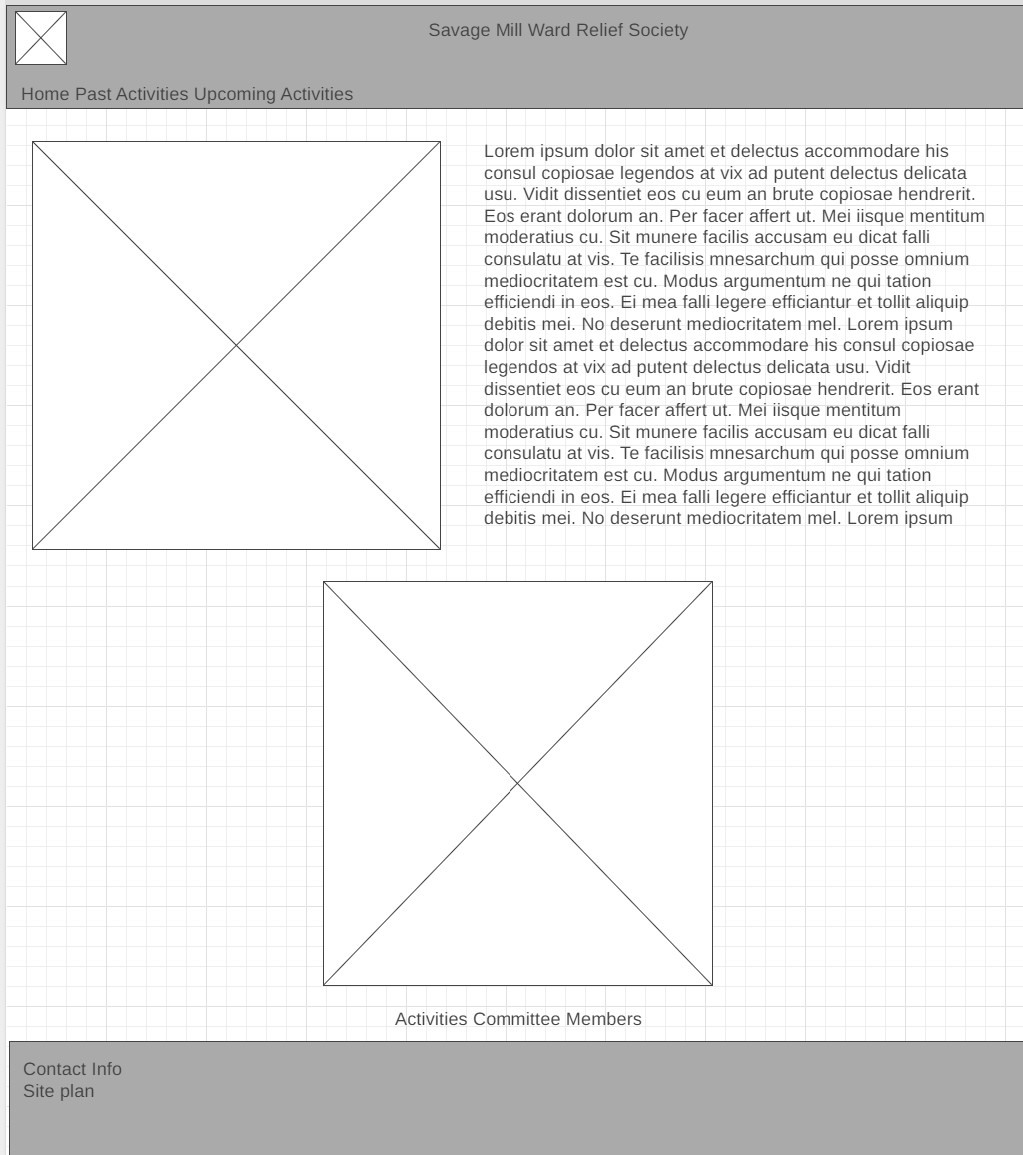 Savage Mill Ward Relief Society
Home Past Activities Upcoming Activities
Lorem ipsum dolor sit amet et delectus accommodare his
consul copiosae legendos at vix ad putent delectus delicata
usu. Vidit dissentiet eos cu eum an brute copiosae hendrerit.
Eos erant dolorum an. Per facer affert ut. Mei iisque mentitum
moderatius cu. Sit munere facilis accusam eu dicat falli
consulatu at vis. Te facilisis mnesarchum qui posse omnium
mediocritatem est cu. Modus argumentum ne qui tation
efficiendi in eos. Ei mea falli legere efficiantur et tollit aliquip
debitis mei. No deserunt mediocritatem mel. Lorem ipsum
dolor sit amet et delectus accommodare his consul copiosae
legendos at vix ad putent delectus delicata usu. Vidit
dissentiet eos cu eum an brute copiosae hendrerit. Eos erant
dolorum an. Per facer affert ut. Mei iisque mentitum
moderatius cu. Sit munere facilis accusam eu dicat falli
consulatu at vis. Te facilisis mnesarchum qui posse omnium
mediocritatem est cu. Modus argumentum ne qui tation
efficiendi in eos. Ei mea falli legere efficiantur et tollit aliquip
debitis mei. No deserunt mediocritatem mel. Lorem ipsum
Activities Committee Members
Contact Info
Site plan